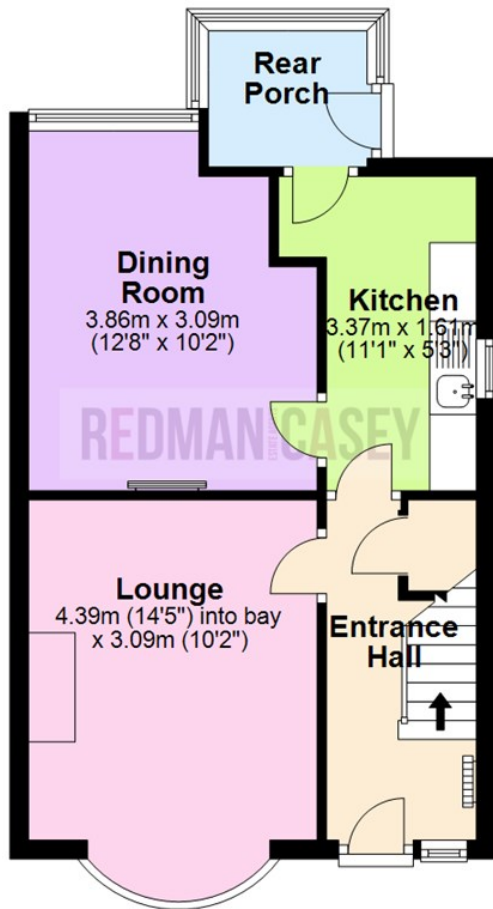 Rear
Porch
Dining
Room
3.86m x 3.09m
(12'8" x 10'2")
Kitchen
3.37m x 1.61m
(11'1" x 5'3")
REDMAN CASEY
Lounge
4.39m (14'5") into bay
x 3.09m (10'2")
Entrance
Hall